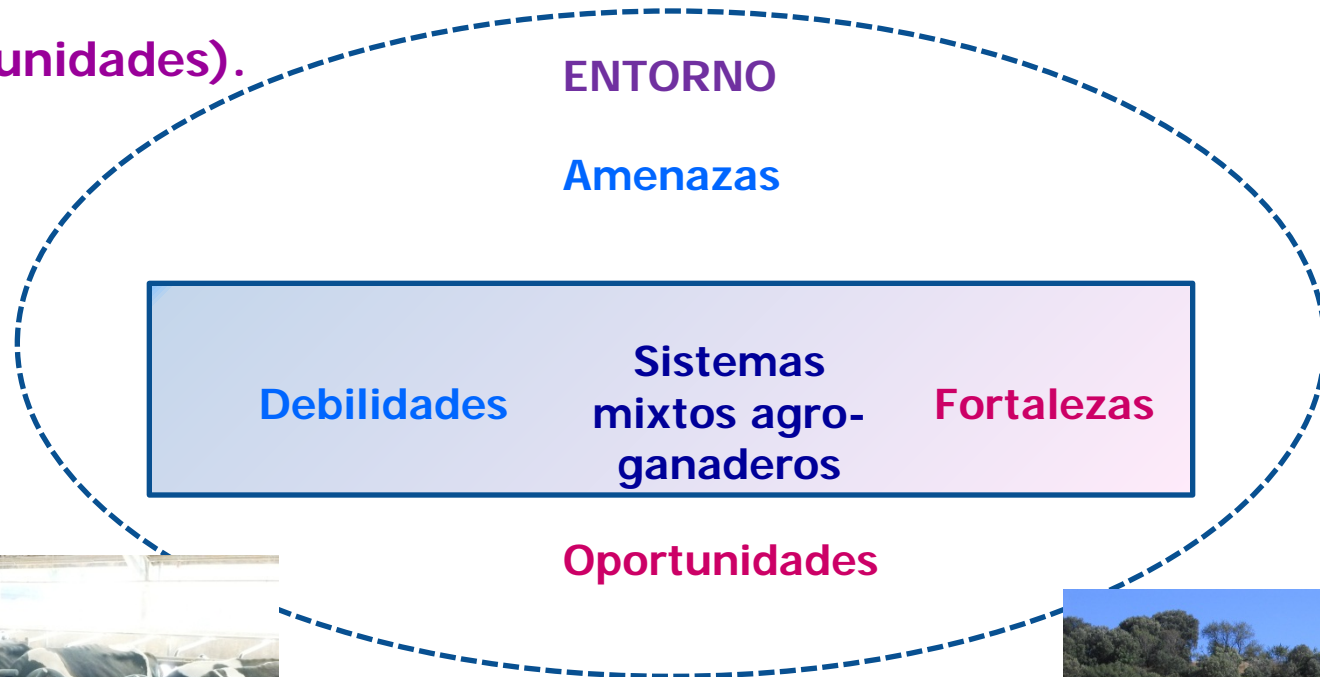 unidades).
ENTORNO
Amenazas
Sistemas
Debilidades mixtos agro- Fortalezas
ganaderos
Oportunidades